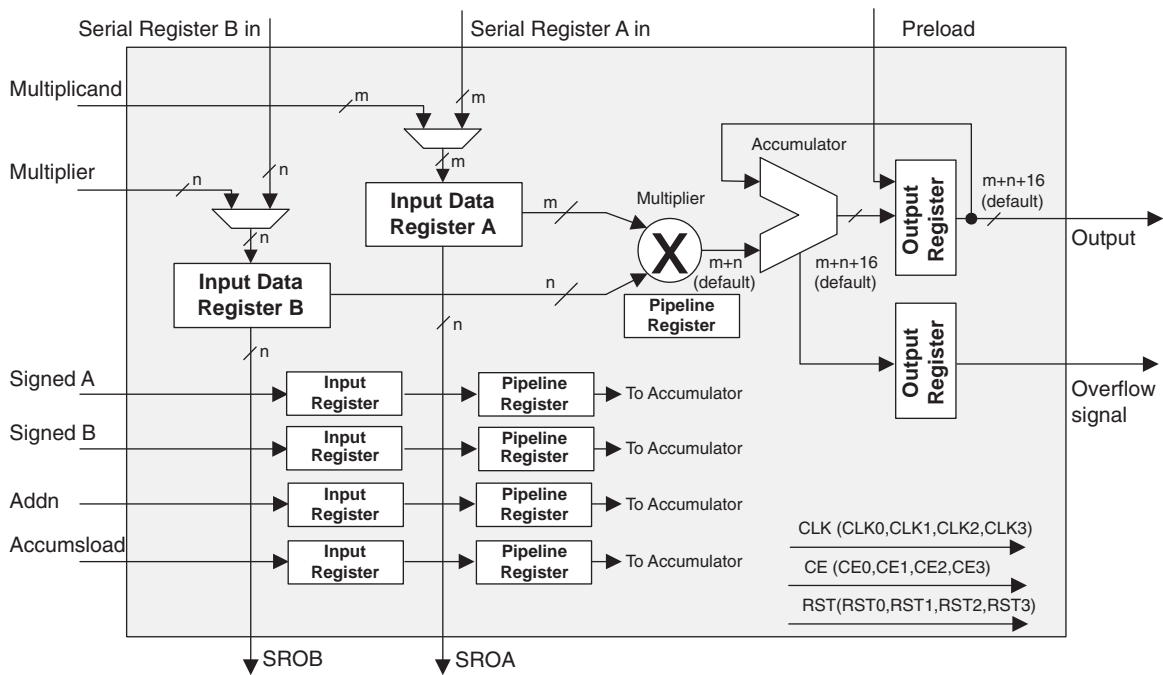 Serial Register B in
Serial Register A in
Preload
Multiplicand
m
m
Multiplier
n
n
m
Accumulator
Input Data
Register A
m
Multiplier
X
m+n
(default)
m+n+16
(default)
Output
Register
m+n+16
(default)
Output
n
Input Data
Register B
n
Pipeline
Register
n
n
Output
Register
Overflow
signal
Signed A
Input
Register
Pipeline
Register
To Accumulator
Signed B
Input
Register
Pipeline
Register
To Accumulator
Addn
Input
Register
Pipeline
Register
To Accumulator
Accumsload
Input
Register
Pipeline
Register
To Accumulator
CLK (CLK0,CLK1,CLK2,CLK3)
CE (CE0,CE1,CE2,CE3)
RST(RST0,RST1,RST2,RST3)
SROB
SROA